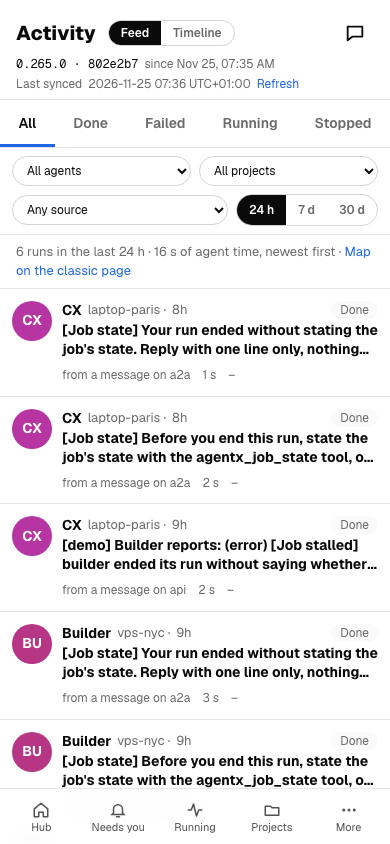 Activity
Feed
Timeline
0.265.0 · 802e2b7 since Nov 25, 07:35 AM
Last synced 2026-11-25 07:36 UTC+01:00 Refresh
All
Done
Failed
Running
Stopped
All agents
All projects
Any source
24 h
7 d
30 d
6 runs in the last 24 h · 16 s of agent time, newest first · Map
on the classic page
CX
CX laptop-paris · 8h
Done
[Job state] Your run ended without stating the
job's state. Reply with one line only, nothing…
from a message on a2a 1 s –
CX
CX laptop-paris · 8h
Done
[Job state] Before you end this run, state the
job's state with the agentx_job_state tool, o…
from a message on a2a 2 s –
CX
CX laptop-paris · 9h
Done
[demo] Builder reports: (error) [Job stalled]
builder ended its run without saying whether…
from a message on api 2 s –
BU
Builder vps-nyc · 9h
Done
[Job state] Your run ended without stating the
job's state. Reply with one line only, nothing…
from a message on a2a 3 s –
BU
Builder vps-nyc · 9h
Done
[Job state] Before you end this run, state the
job's state with the agentx_job_state tool, o…
Hub
Needs you
Running
Projects
More